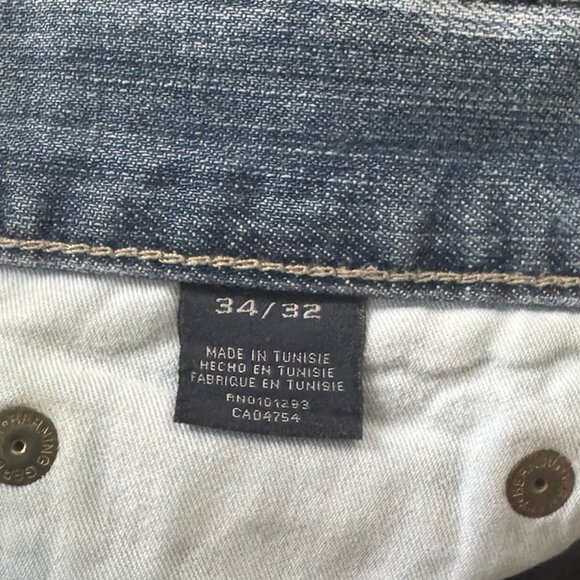 34/32
MADE IN TUNISIE
HECHO EN TUNISIE
FABRIQUE EN TUNISIE
RN0101293
CA04754